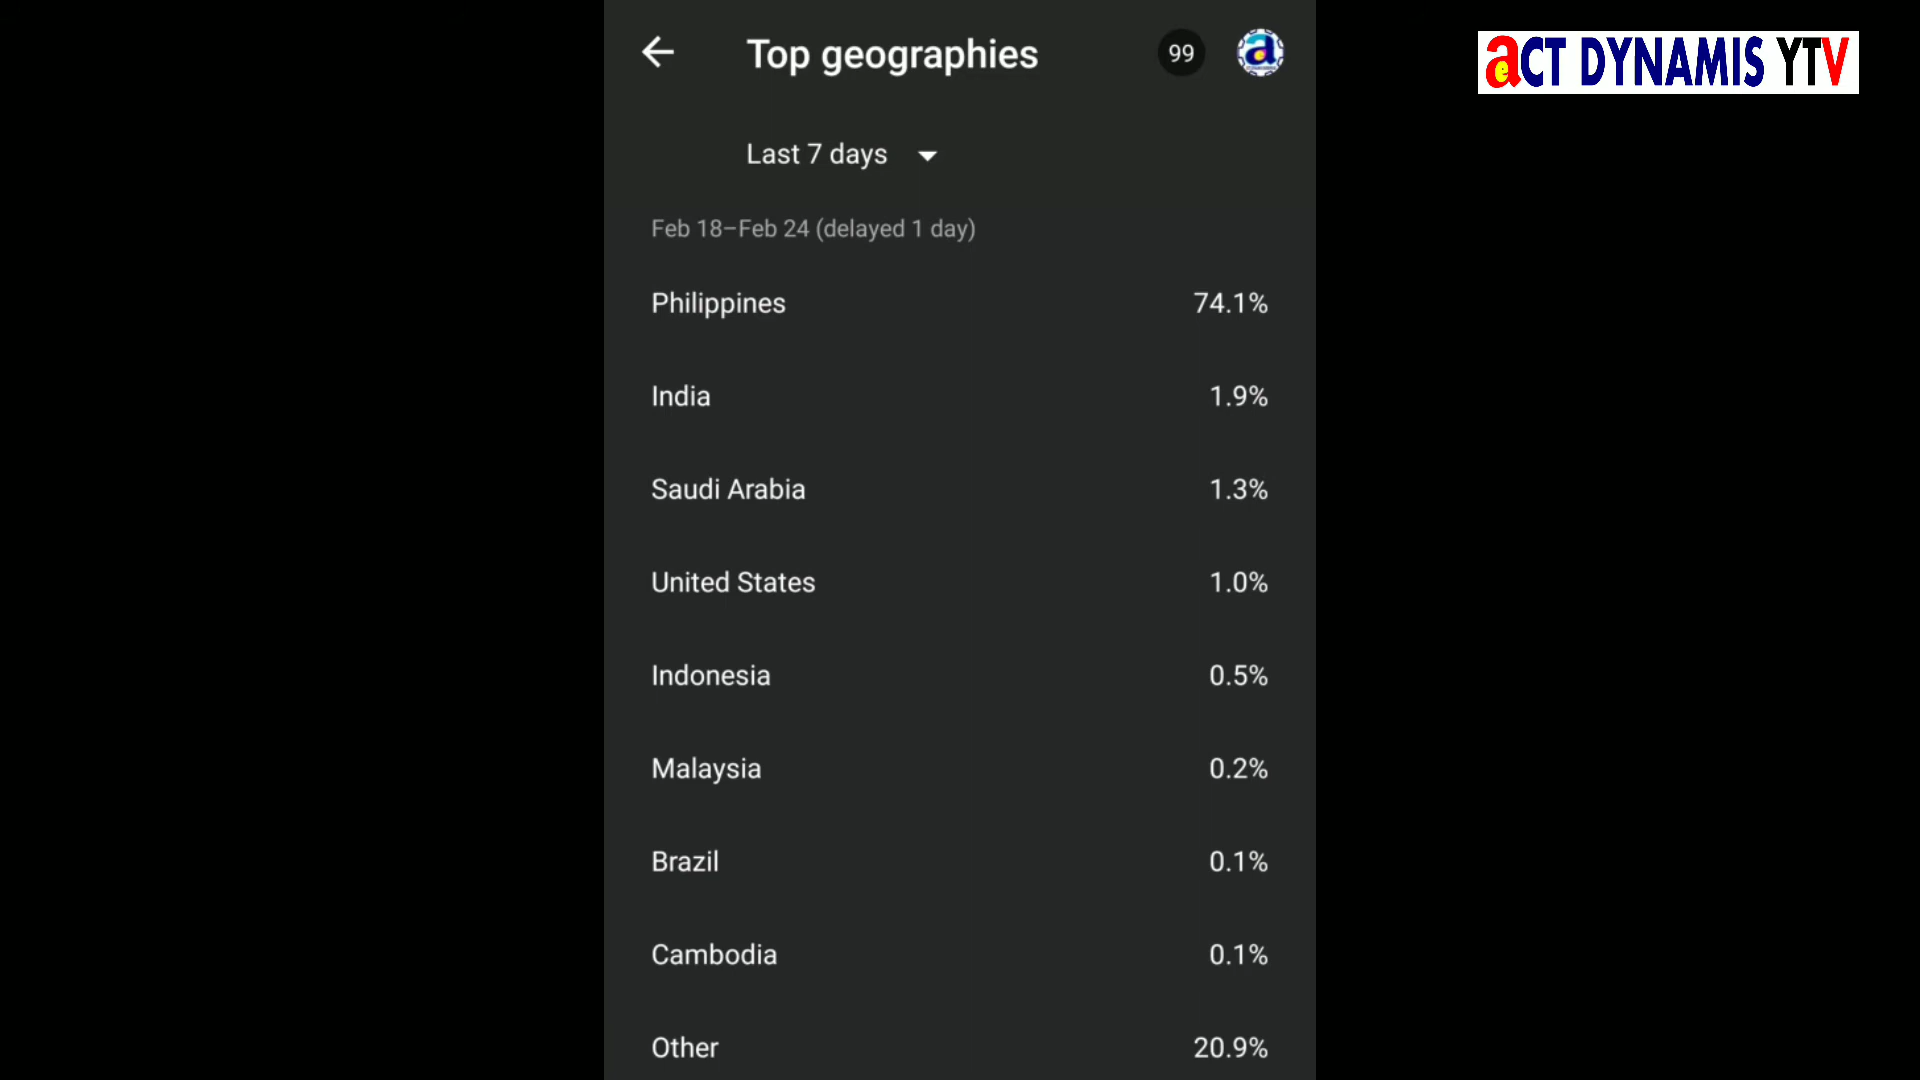 Top geographies
99
a
aeCT DYNAMIS YTV
Last 7 days
Feb 18–Feb 24 (delayed 1 day)
Philippines 74.1%
India 1.9%
Saudi Arabia 1.3%
United States 1.0%
Indonesia 0.5%
Malaysia 0.2%
Brazil 0.1%
Cambodia 0.1%
Other 20.9%